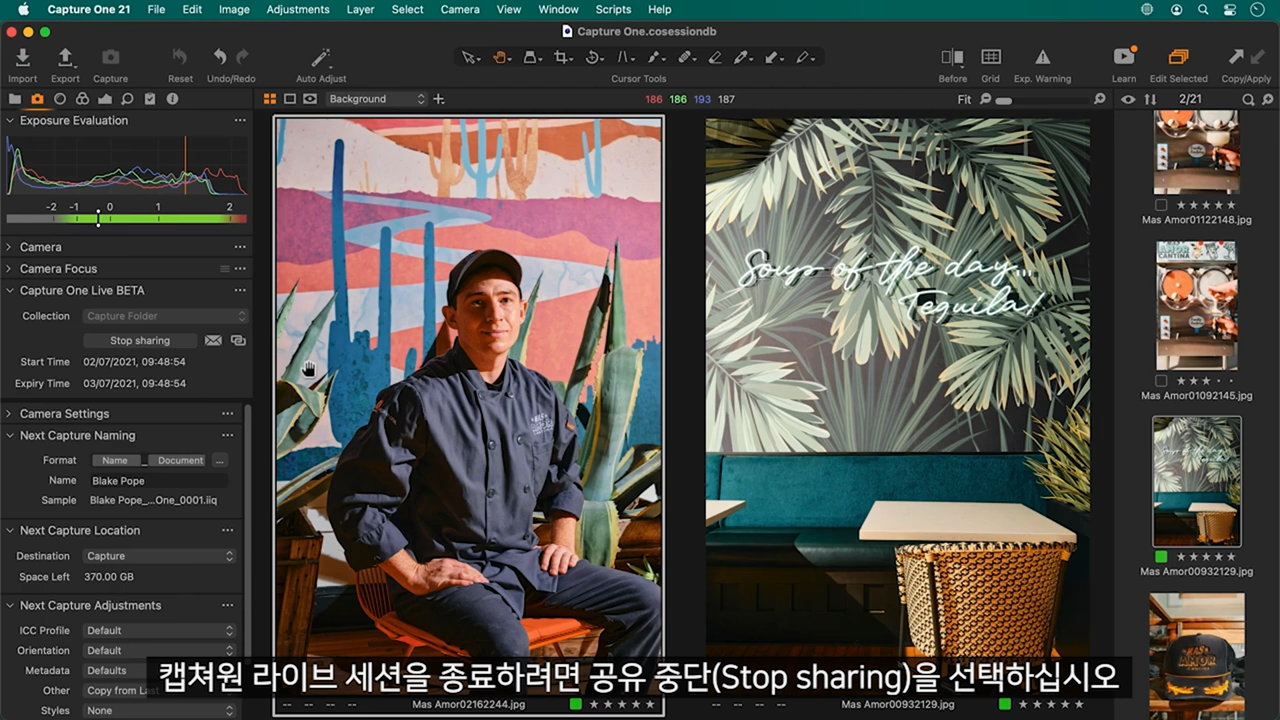 Capture One 21 File Edit Image Adjustments Layer Select Camera View Window Scripts Help
Capture One.cosessiondb
Import Export Capture Reset Undo/Redo Auto Adjust Cursor Tools Before Grid Exp. Warning Learn Edit Selected Copy/Apply
Background
186 186 193 187
Fit
2/21
Exposure Evaluation
-2 -1 0 1 2
Camera
Camera Focus
Capture One Live BETA
Collection Capture Folder
Stop sharing
Start Time 02/07/2021, 09:48:54
Expiry Time 03/07/2021, 09:48:54
Camera Settings
Next Capture Naming
Format Name _ Document ...
Name Blake Pope
Sample Blake Pope_...One_0001.iiq
Next Capture Location
Destination Capture
Space Left 370.00 GB
Next Capture Adjustments
ICC Profile Default
Orientation Default
Metadata Defaults
Other Copy from
Styles None
Soup of the day...
Tequila!
Mas Amor02162244.jpg
Mas Amor00932129.jpg
Mas Amor01122148.jpg
AMOR
CANTINA
Mas Amor01092145.jpg
Mas Amor00932129.jpg
캡쳐원 라이브 세션을 종료하려면 공유 중단(Stop sharing)을 선택하십시오